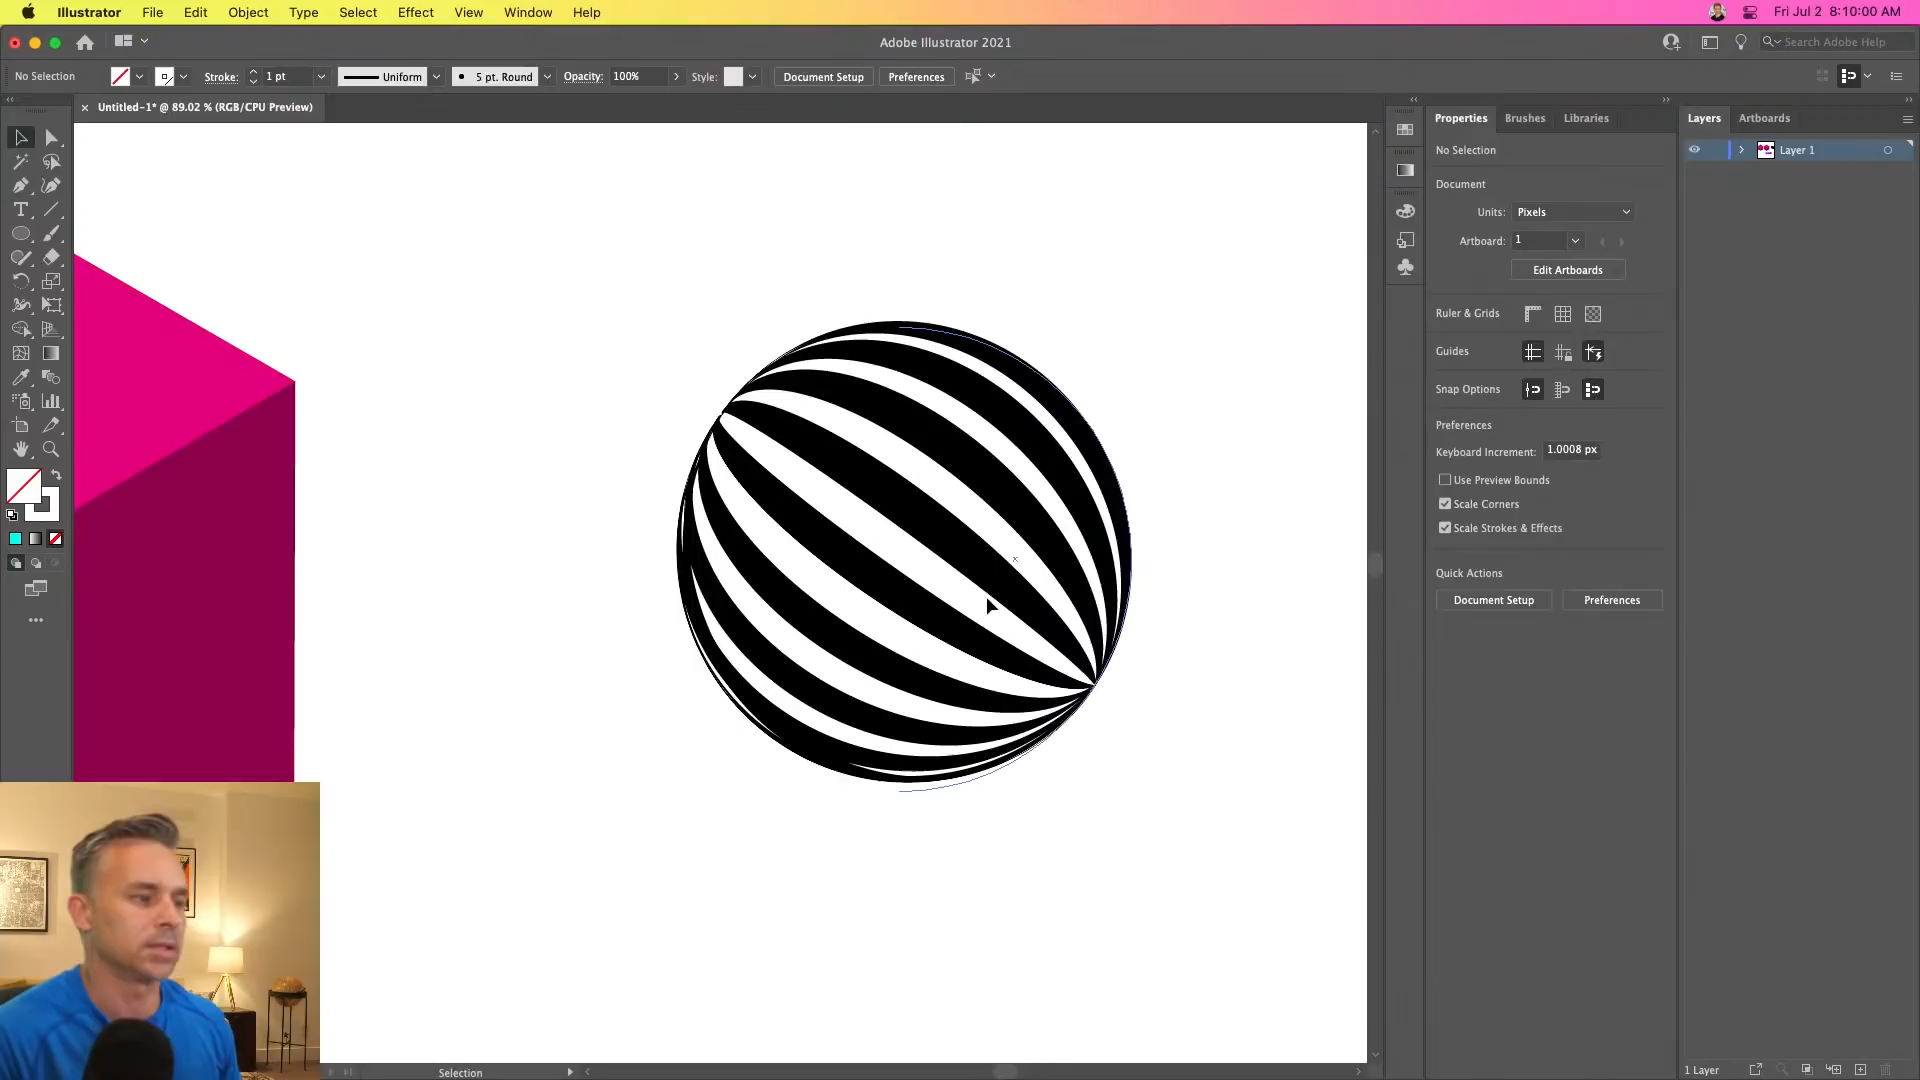 Illustrator File Edit Object Type Select Effect View Window Help Fri Jul 2 8:10:00 AM
Adobe Illustrator 2021 Search Adobe Help
No Selection Stroke: 1 pt Uniform 5 pt. Round Opacity: 100% Style: Document Setup Preferences
Untitled-1* @ 89.02 % (RGB/CPU Preview)
Properties Brushes Libraries Layers Artboards
No Selection Layer 1
Document
Units: Pixels
Artboard: 1
Edit Artboards
Ruler & Grids
Guides
Snap Options
Preferences
Keyboard Increment: 1.0008 px
Use Preview Bounds
Scale Corners
Scale Strokes & Effects
Quick Actions
Document Setup Preferences
Selection 1 Layer